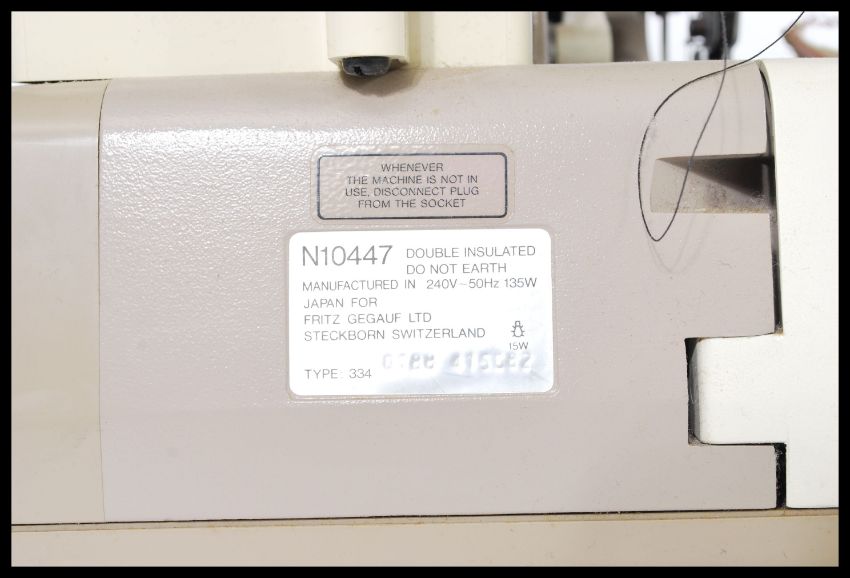 WHENEVER
THE MACHINE IS NOT IN
USE, DISCONNECT PLUG
FROM THE SOCKET
N10447 DOUBLE INSULATED
DO NOT EARTH
MANUFACTURED IN 240V~50Hz 135W
JAPAN FOR
FRITZ GEGAUF LTD
STECKBORN SWITZERLAND
15W
TYPE: 334